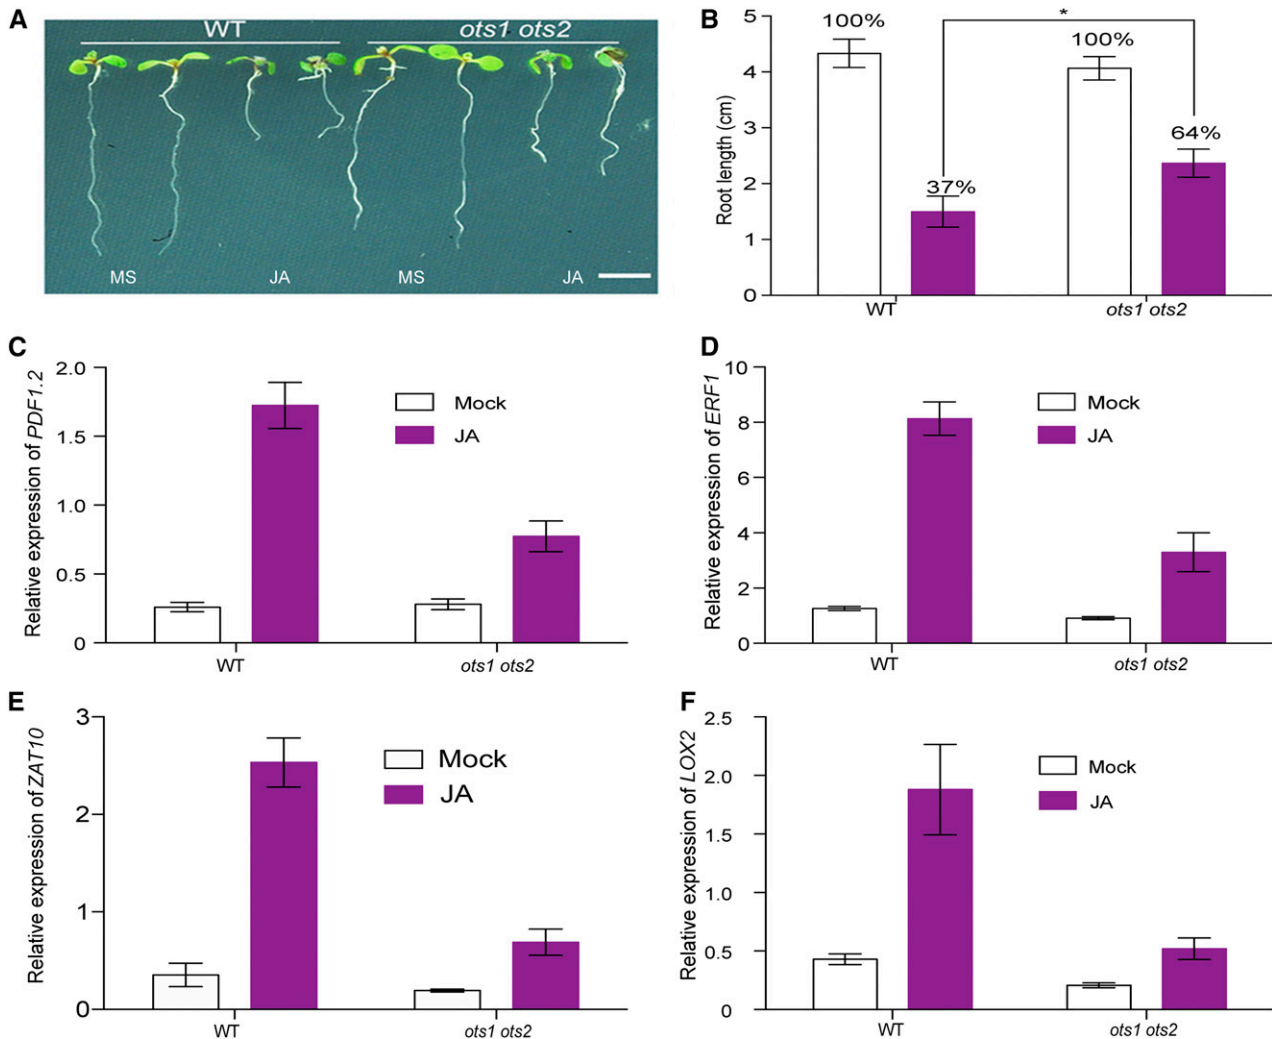 A
WT
ots1 ots2
MS
JA
MS
JA
B
Root length (cm)
5
4
3
2
1
0
100%
37%
*
100%
64%
WT
ots1 ots2
C
Relative expression of PDF1.2
2.0
1.5
1.0
0.5
0
Mock
JA
WT
ots1 ots2
D
Relative expression of ERF1
10
8
6
4
2
0
Mock
JA
WT
ots1 ots2
E
Relative expression of ZAT10
3
2
1
0
Mock
JA
WT
ots1 ots2
F
Relative expression of LOX2
2.5
2.0
1.5
1.0
0.5
0
Mock
JA
WT
ots1 ots2